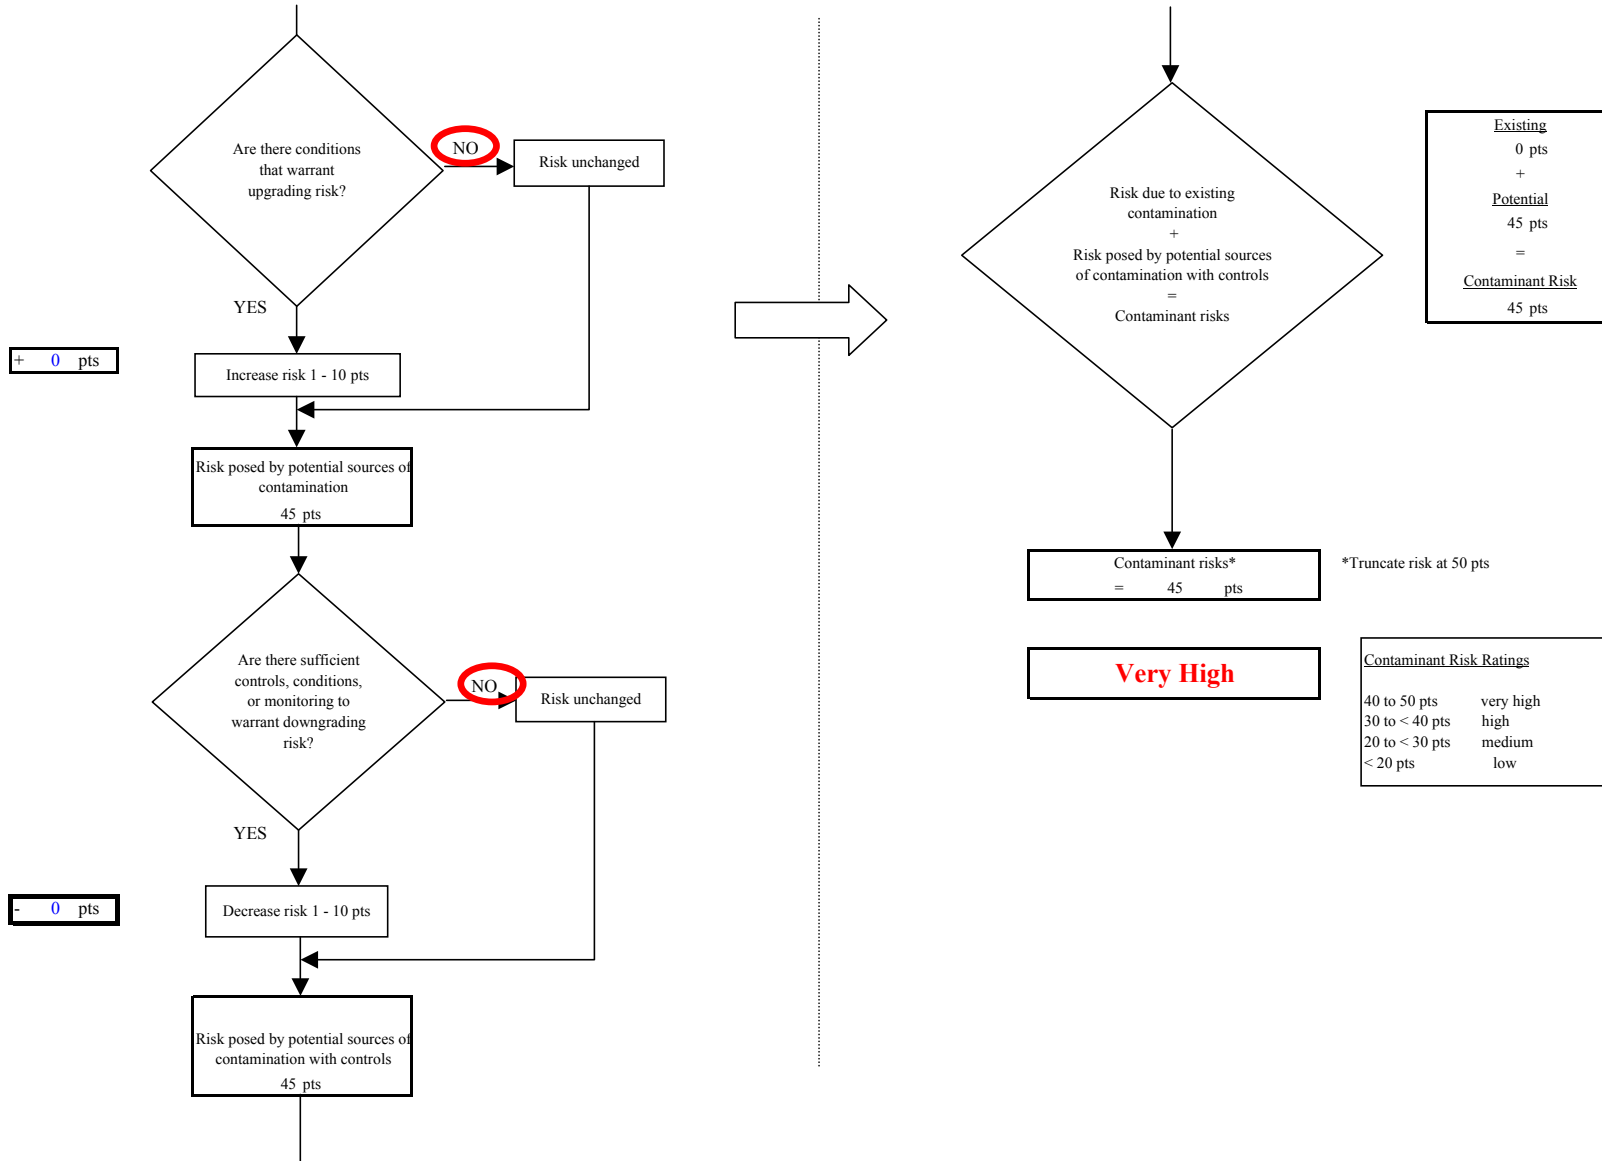 Are there conditions
that warrant
upgrading risk?
NO
Risk unchanged
YES
+ 0 pts
Increase risk 1 - 10 pts
Risk posed by potential sources of
contamination
45 pts
Are there sufficient
controls, conditions,
or monitoring to
warrant downgrading
risk?
NO
Risk unchanged
YES
- 0 pts
Decrease risk 1 - 10 pts
Risk posed by potential sources of
contamination with controls
45 pts
Risk due to existing
contamination
+
Risk posed by potential sources
of contamination with controls
=
Contaminant risks
Existing
0 pts
+
Potential
45 pts
=
Contaminant Risk
45 pts
Contaminant risks*
= 45 pts
*Truncate risk at 50 pts
Very High
Contaminant Risk Ratings
40 to 50 pts very high
30 to < 40 pts high
20 to < 30 pts medium
< 20 pts low